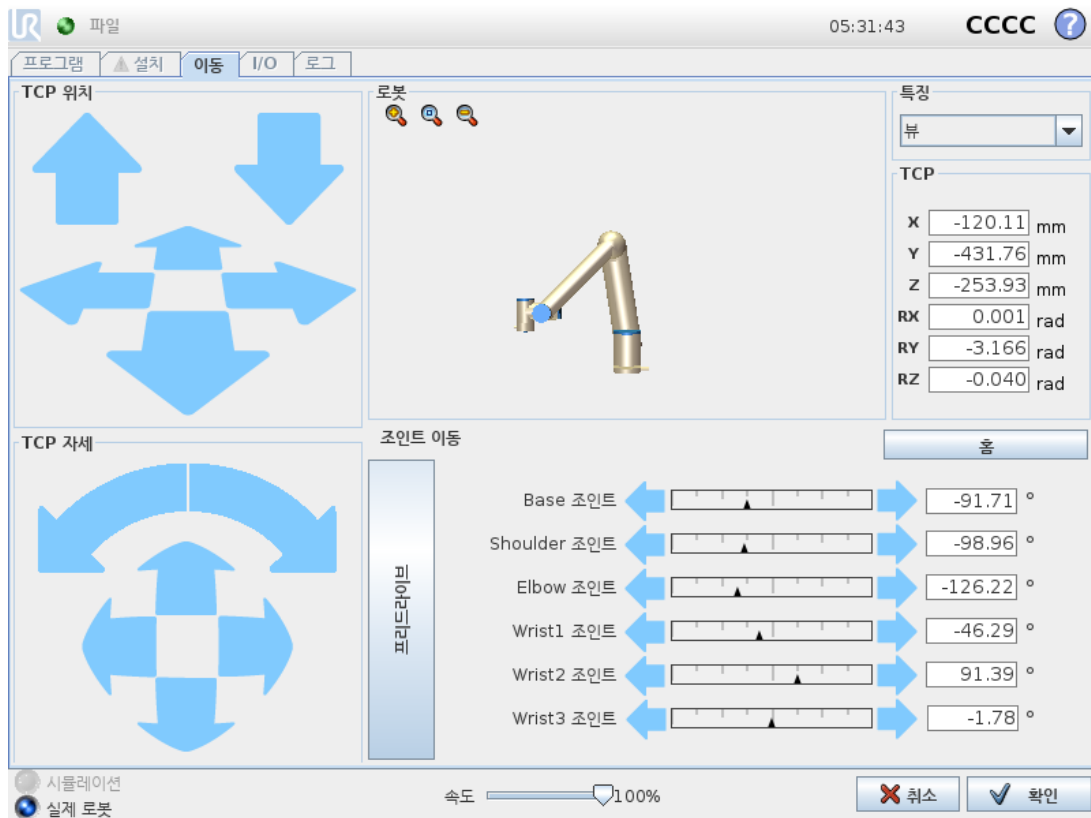 UR 파일 05:31:43 CCCC ?
프로그램 설치 이동 I/O 로그
TCP 위치
로봇
특징
뷰
TCP
X -120.11 mm
Y -431.76 mm
Z -253.93 mm
RX 0.001 rad
RY -3.166 rad
RZ -0.040 rad
TCP 자세
조인트 이동
홈
프리드라이브
Base 조인트 -91.71 °
Shoulder 조인트 -98.96 °
Elbow 조인트 -126.22 °
Wrist1 조인트 -46.29 °
Wrist2 조인트 91.39 °
Wrist3 조인트 -1.78 °
시뮬레이션
실제 로봇
속도 100%
취소 확인